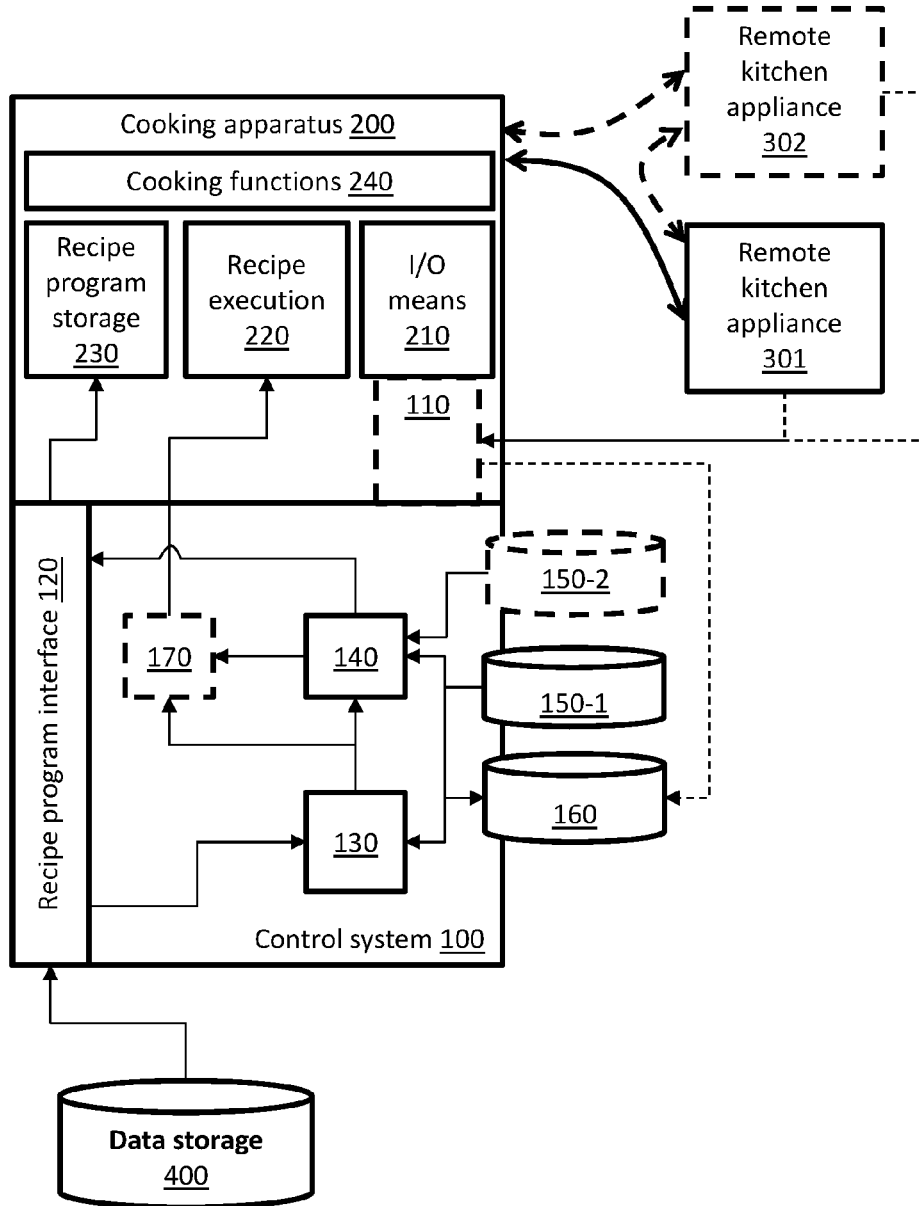 Remote
kitchen
appliance
302
Cooking apparatus 200
Cooking functions 240
Recipe
program
storage
230
Recipe
execution
220
I/O
means
210
Remote
kitchen
appliance
301
110
Recipe program interface 120
150-2
170
140
150-1
160
130
Control system 100
Data storage
400